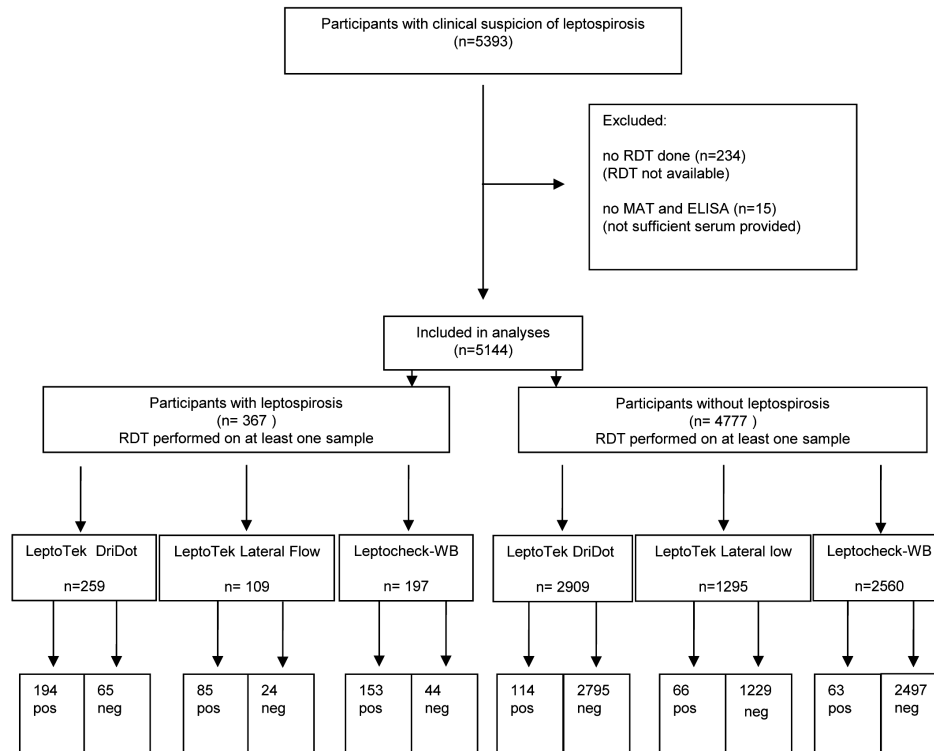 Participants with clinical suspicion of leptospirosis
(n=5393)
Excluded:
no RDT done (n=234)
(RDT not available)
no MAT and ELISA (n=15)
(not sufficient serum provided)
Included in analyses
(n=5144)
Participants with leptospirosis
(n= 367 )
RDT performed on at least one sample
Participants without leptospirosis
(n= 4777 )
RDT performed on at least one sample
LeptoTek DriDot
n=259
LeptoTek Lateral Flow
n= 109
Leptocheck-WB
n= 197
LeptoTek DriDot
n= 2909
LeptoTek Lateral low
n=1295
Leptocheck-WB
n=2560
194
pos
65
neg
85
pos
24
neg
153
pos
44
neg
114
pos
2795
neg
66
pos
1229
neg
63
pos
2497
neg